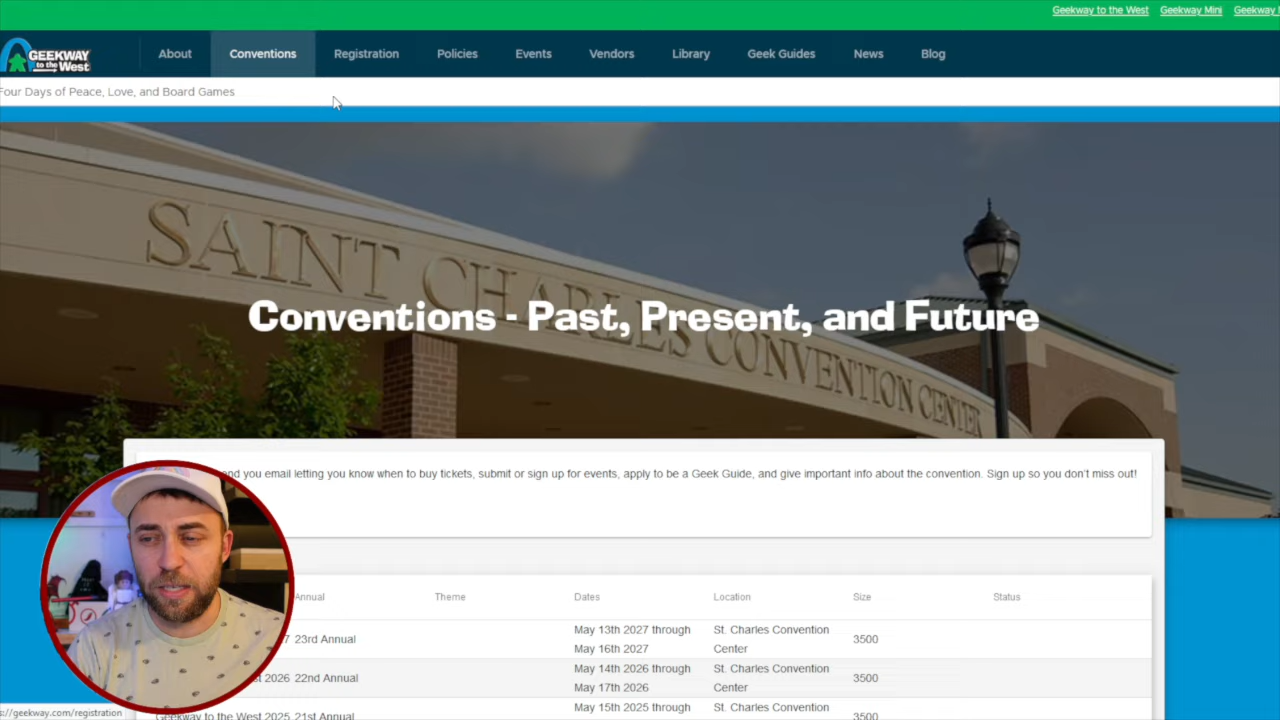 Geekway to the West Geekway Mini Geekway
GEEKWAY
to the West
About Conventions Registration Policies Events Vendors Library Geek Guides News Blog
Four Days of Peace, Love, and Board Games
SAINT CHARLES CONVENTION CENTER
Conventions - Past, Present, and Future
you email letting you know when to buy tickets, submit or sign up for events, apply to be a Geek Guide, and give important info about the convention. Sign up so you don't miss out!
Annual Theme Dates Location Size Status
7 23rd Annual May 13th 2027 through May 16th 2027 St. Charles Convention Center 3500
st 2026 22nd Annual May 14th 2026 through May 17th 2026 St. Charles Convention Center 3500
Geekway to the West 2025 21st Annual May 15th 2025 through St. Charles Convention 3500
s://geekway.com/registration